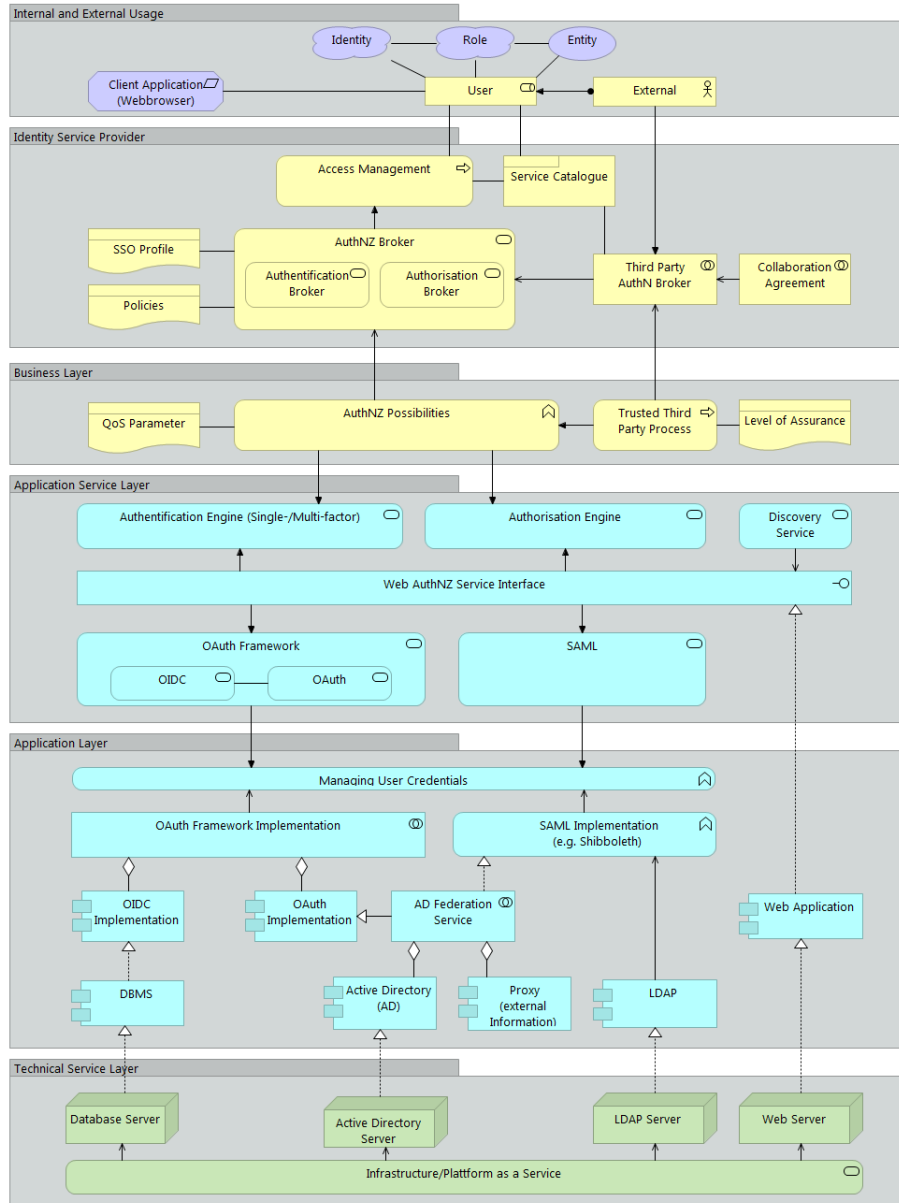 Internal and External Usage
Identity
Role
Entity
Client Application
(Webbrowser)
User
External
Identity Service Provider
Access Management
Service Catalogue
SSO Profile
AuthNZ Broker
Authentification
Broker
Authorisation
Broker
Third Party
AuthN Broker
Collaboration
Agreement
Policies
Business Layer
QoS Parameter
AuthNZ Possibilities
Trusted Third
Party Process
Level of Assurance
Application Service Layer
Authentification Engine (Single-/Multi-factor)
Authorisation Engine
Discovery
Service
Web AuthNZ Service Interface
OAuth Framework
OIDC
OAuth
SAML
Application Layer
Managing User Credentials
OAuth Framework Implementation
SAML Implementation
(e.g. Shibboleth)
OIDC
Implementation
OAuth
Implementation
AD Federation
Service
Web Application
DBMS
Active Directory
(AD)
Proxy
(external
Information)
LDAP
Technical Service Layer
Database Server
Active Directory
Server
LDAP Server
Web Server
Infrastructure/Plattform as a Service